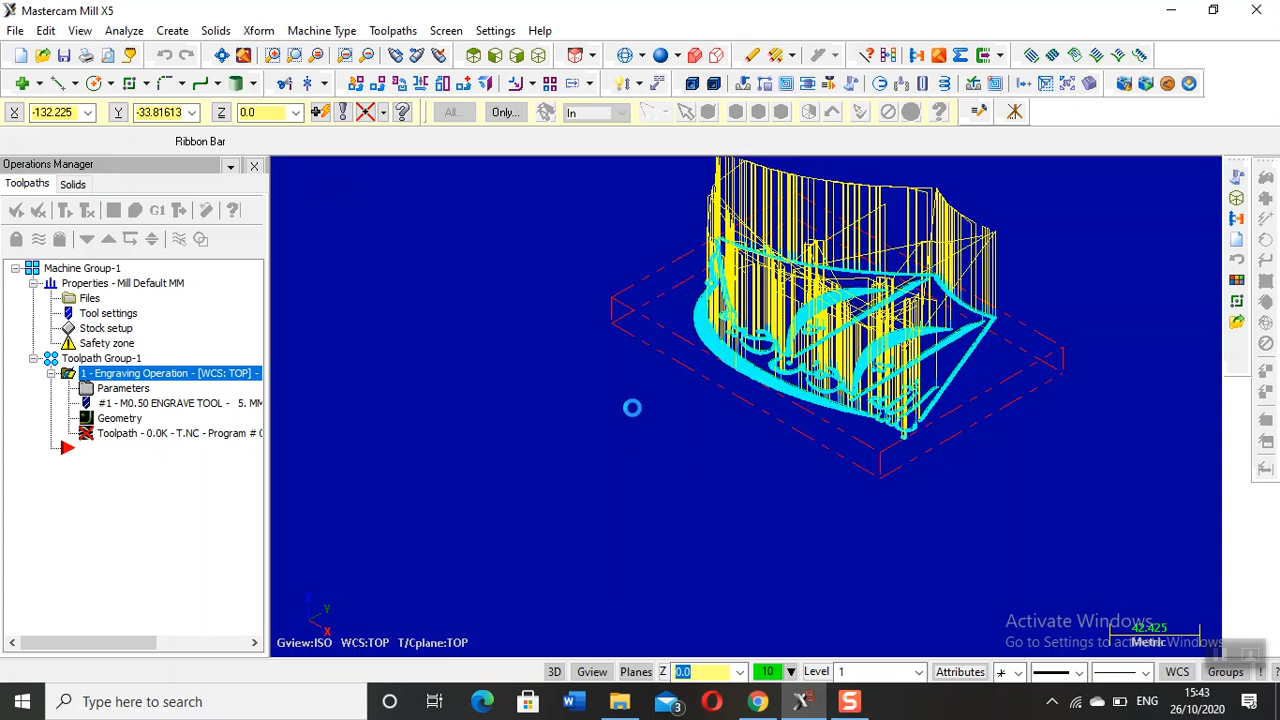 Mastercam Mill X5
File Edit View Analyze Create Solids Xform Machine Type Toolpaths Screen Settings Help
X -132.225 Y -33.81613 Z 0.0 All... Only... In
Ribbon Bar
Operations Manager
Toolpaths Solids
G1
Machine Group-1
Properties - Mill Default MM
Files
Tool settings
Stock setup
Safety zone
Toolpath Group-1
1 - Engraving Operation - [WCS: TOP] -
Parameters
#1 - M0.50 ENGRAVE TOOL - 5. MM
Geometry
Toolpath - 0.0K - T.NC - Program # 0
Z
Y
X
Gview:ISO WCS:TOP T/Cplane:TOP
Activate Windows
Go to Settings to activate Windows
42.425
Metric
3D Gview Planes Z 0.0 10 Level 1 Attributes WCS Groups ?
Type here to search
3
ENG
15:43
26/10/2020